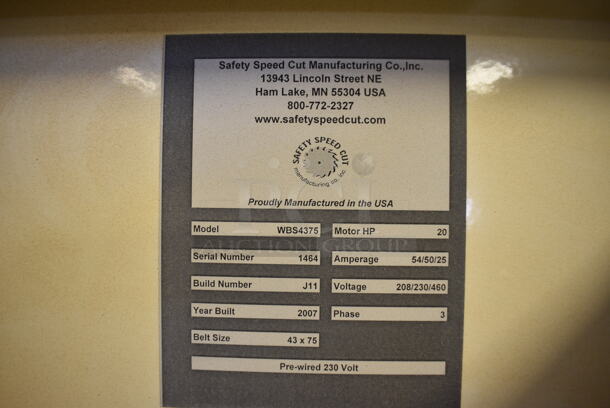 Safety Speed Cut Manufacturing Co.,Inc.
13943 Lincoln Street NE
Ham Lake, MN 55304 USA
800-772-2327
www.safetyspeedcut.com
SAFETY SPEED CUT
manufacturing co. inc.
Proudly Manufactured in the USA
Model WBS4375 Motor HP 20
AUCTION GROUP
Serial Number 1464 Amperage 54/50/25
Build Number J11 Voltage 208/230/460
Year Built 2007 Phase 3
Belt Size 43 x 75
Pre-wired 230 Volt